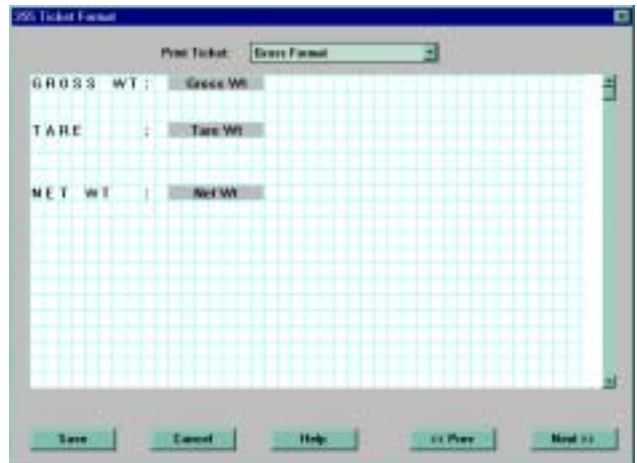 355 Ticket Format
Print Ticket: Gross Format
GROSS WT: Gross Wt
TARE : Tare Wt
NET WT : Net Wt
Save Cancel Help << Prev Next >>